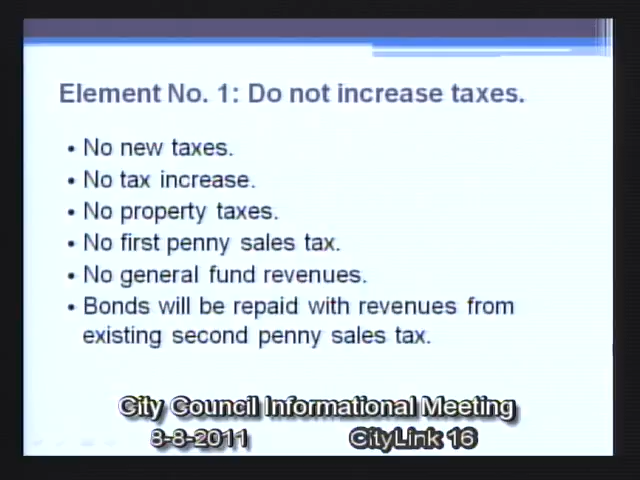 Element No. 1: Do not increase taxes.
• No new taxes.
• No tax increase.
• No property taxes.
• No first penny sales tax.
• No general fund revenues.
• Bonds will be repaid with revenues from
existing second penny sales tax.
City Council Informational Meeting
8-8-2011 CityLink 16